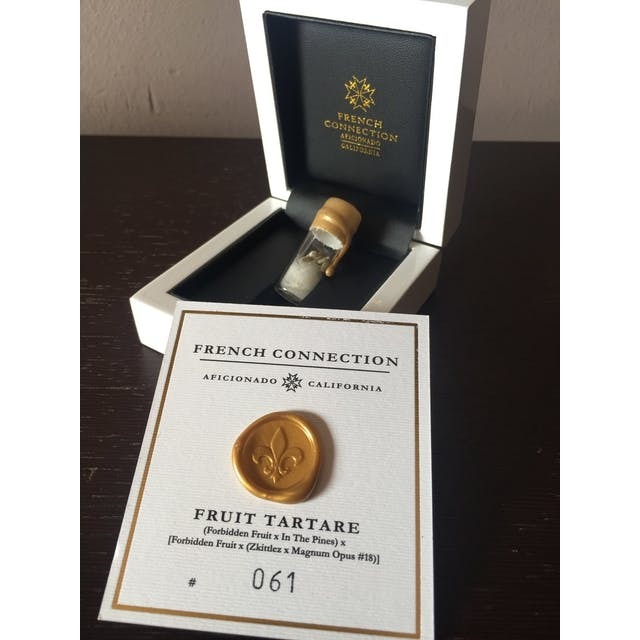 FRENCH
CONNECTION
AFICIONADO
CALIFORNIA
FRENCH CONNECTION
AFICIONADO CALIFORNIA
FRUIT TARTARE
(Forbidden Fruit x In The Pines) x
[Forbidden Fruit x (Zkittlez x Magnum Opus #18)]
# 061